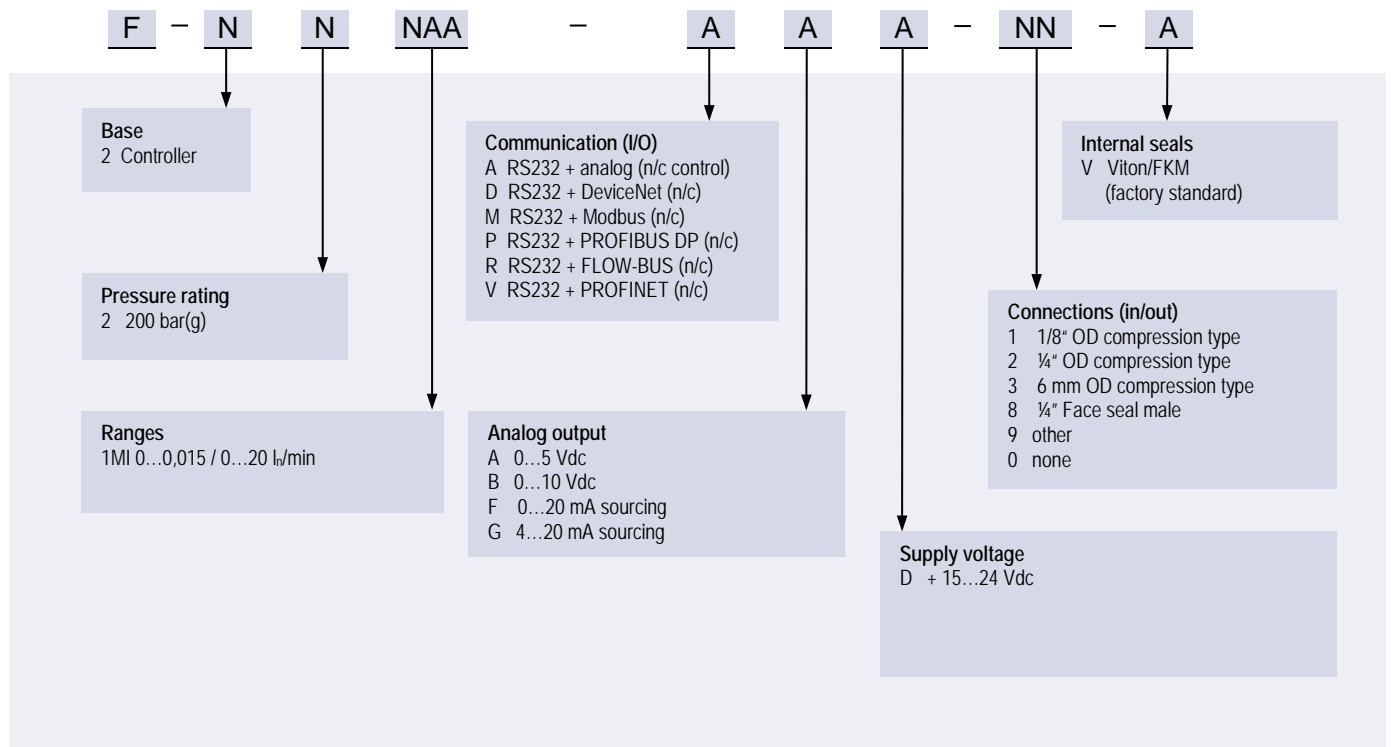 F – N N NAA – A A A – NN – A
Base
2 Controller
Pressure rating
2 200 bar(g)
Ranges
1MI 0…0,015 / 0…20 lₙ/min
Communication (I/O)
A RS232 + analog (n/c control)
D RS232 + DeviceNet (n/c)
M RS232 + Modbus (n/c)
P RS232 + PROFIBUS DP (n/c)
R RS232 + FLOW-BUS (n/c)
V RS232 + PROFINET (n/c)
Analog output
A 0…5 Vdc
B 0…10 Vdc
F 0…20 mA sourcing
G 4…20 mA sourcing
Internal seals
V Viton/FKM
(factory standard)
Connections (in/out)
1 1/8" OD compression type
2 ¼" OD compression type
3 6 mm OD compression type
8 ¼" Face seal male
9 other
0 none
Supply voltage
D + 15…24 Vdc